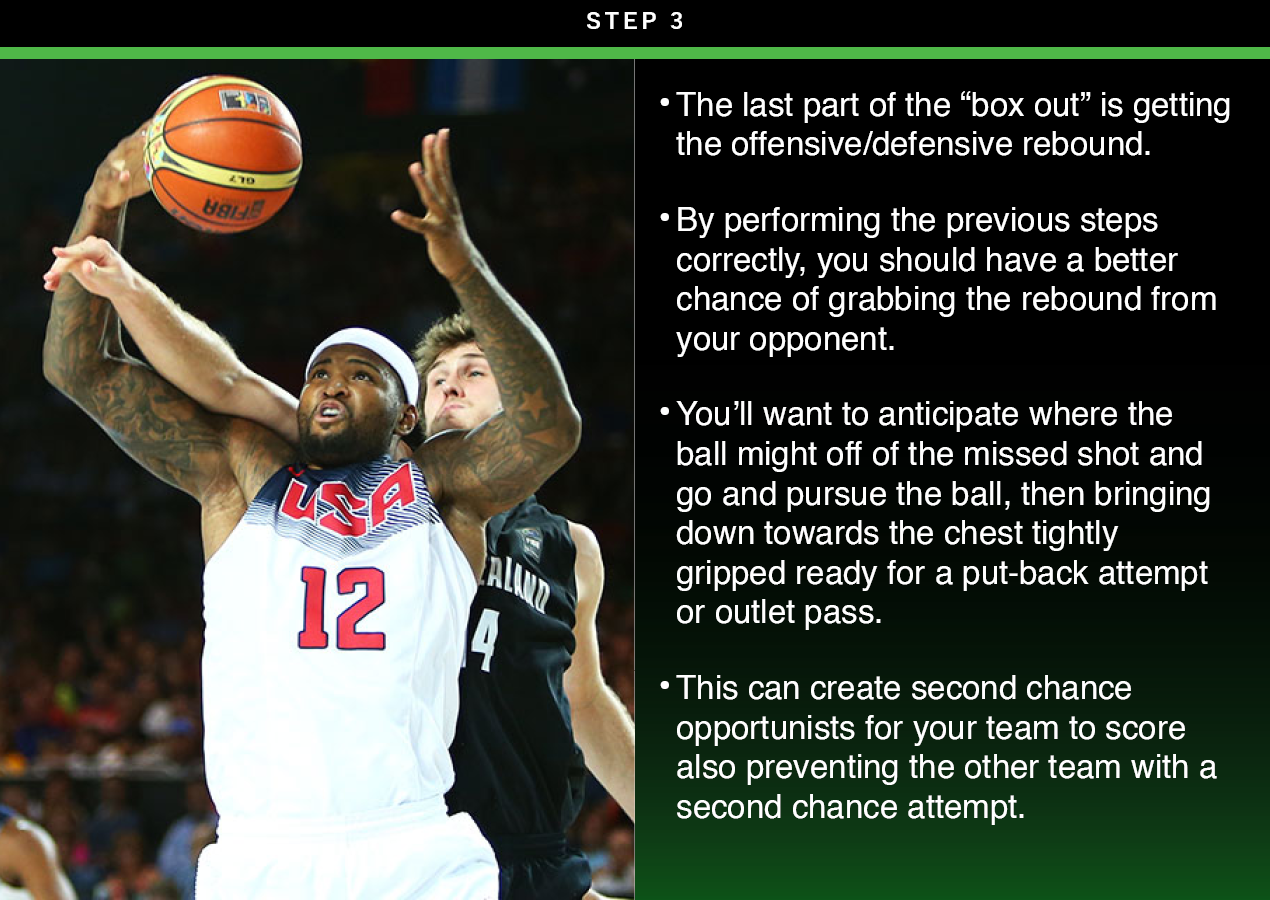 STEP 3
• The last part of the “box out” is getting
the offensive/defensive rebound.
• By performing the previous steps
correctly, you should have a better
chance of grabbing the rebound from
your opponent.
• You’ll want to anticipate where the
ball might off of the missed shot and
go and pursue the ball, then bringing
down towards the chest tightly
gripped ready for a put-back attempt
or outlet pass.
• This can create second chance
opportunists for your team to score
also preventing the other team with a
second chance attempt.
GL7
FIBA
USA
12
EALAND
4